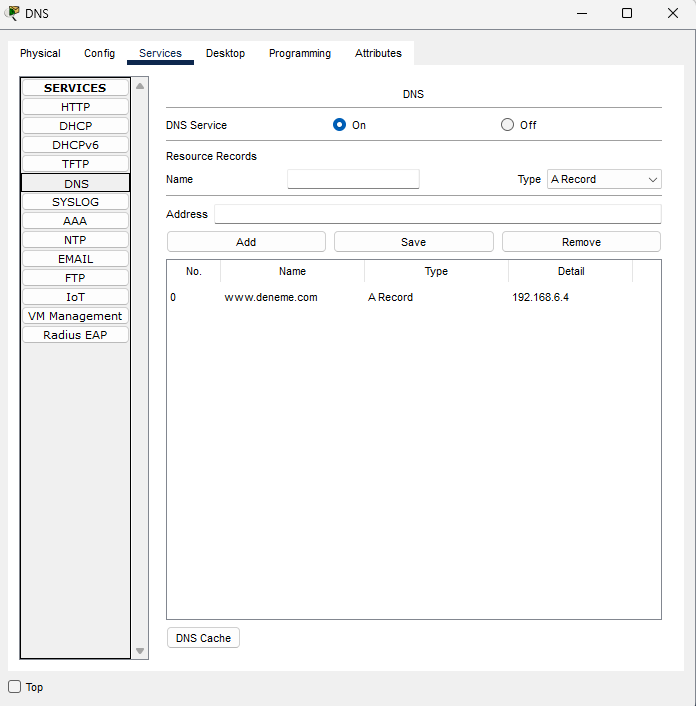 DNS
Physical Config Services Desktop Programming Attributes
SERVICES
HTTP
DHCP
DHCPv6
TFTP
DNS
SYSLOG
AAA
NTP
EMAIL
FTP
IoT
VM Management
Radius EAP
DNS
DNS Service On Off
Resource Records
Name Type A Record
Address
Add Save Remove
No. Name Type Detail
0 www.deneme.com A Record 192.168.6.4
DNS Cache
Top